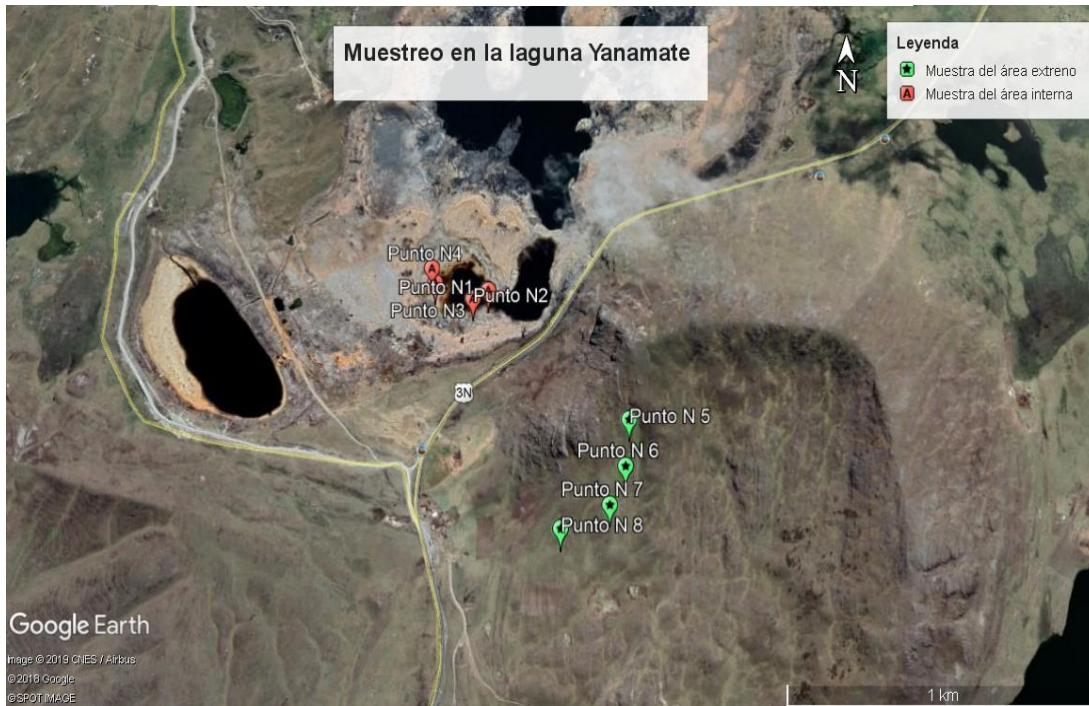 Muestreo en la laguna Yanamate
N
Leyenda
Muestra del área extreno
A Muestra del área interna
Punto N4
A
Punto N1
Punto N2
Punto N3
3N
Punto N 5
Punto N 6
Punto N 7
Punto N 8
Google Earth
Image © 2019 CNES / Airbus
© 2018 Google
© SPOT IMAGE
1 km